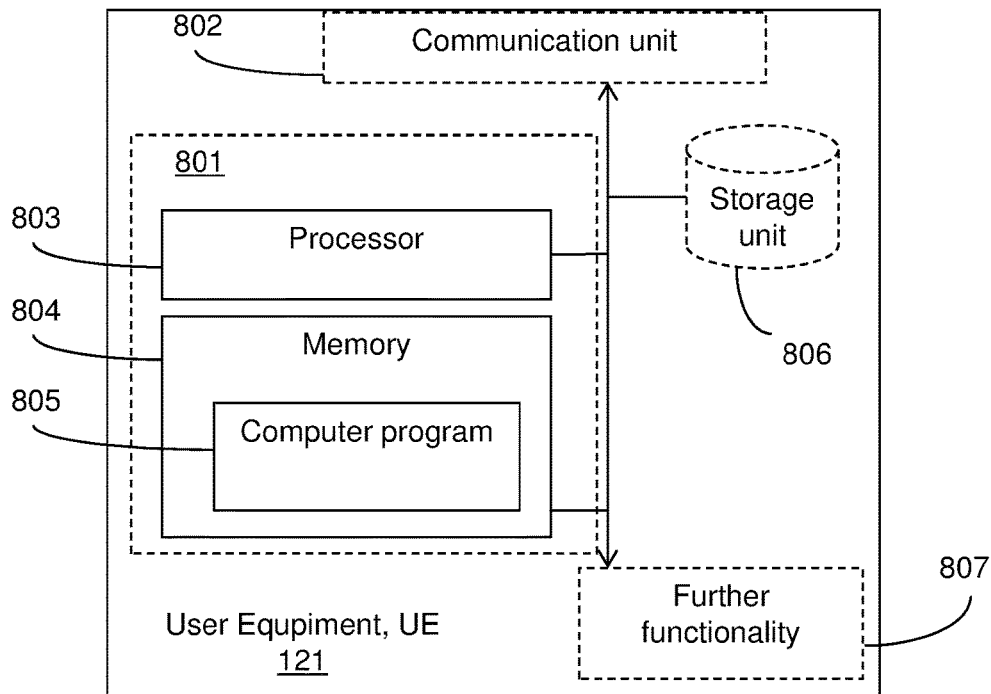 802
Communication unit
801
803
Processor
Storage
unit
804
Memory
806
805
Computer program
807
Further
functionality
User Equpiment, UE
121